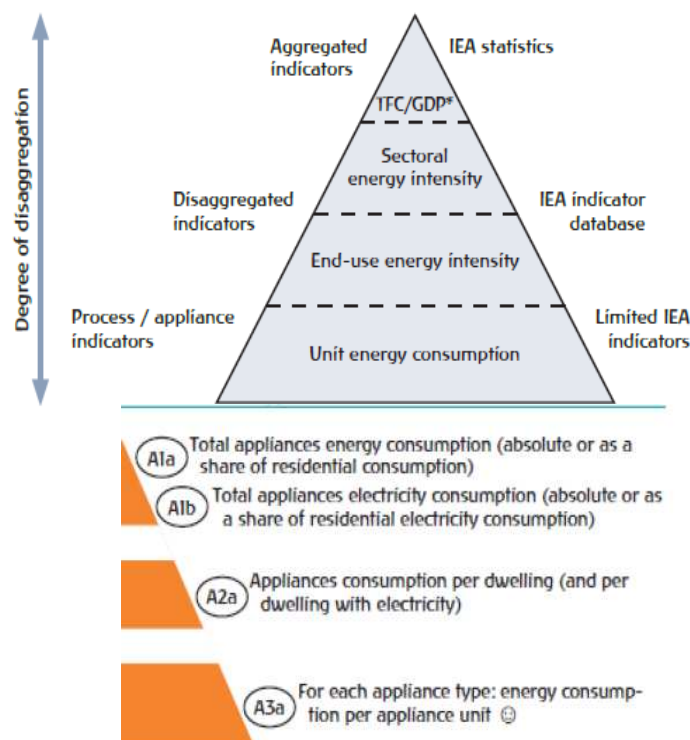 Aggregated
indicators
IEA statistics
TFC/GDP*
Sectoral
energy intensity
Disaggregated
indicators
IEA indicator
database
End-use energy intensity
Process / appliance
indicators
Limited IEA
indicators
Unit energy consumption
Degree of disaggregation
A1a
Total appliances energy consumption (absolute or as a
share of residential consumption)
A1b
Total appliances electricity consumption (absolute or as
a share of residential electricity consumption)
A2a
Appliances consumption per dwelling (and per
dwelling with electricity)
A3a
For each appliance type: energy consump-
tion per appliance unit ☺